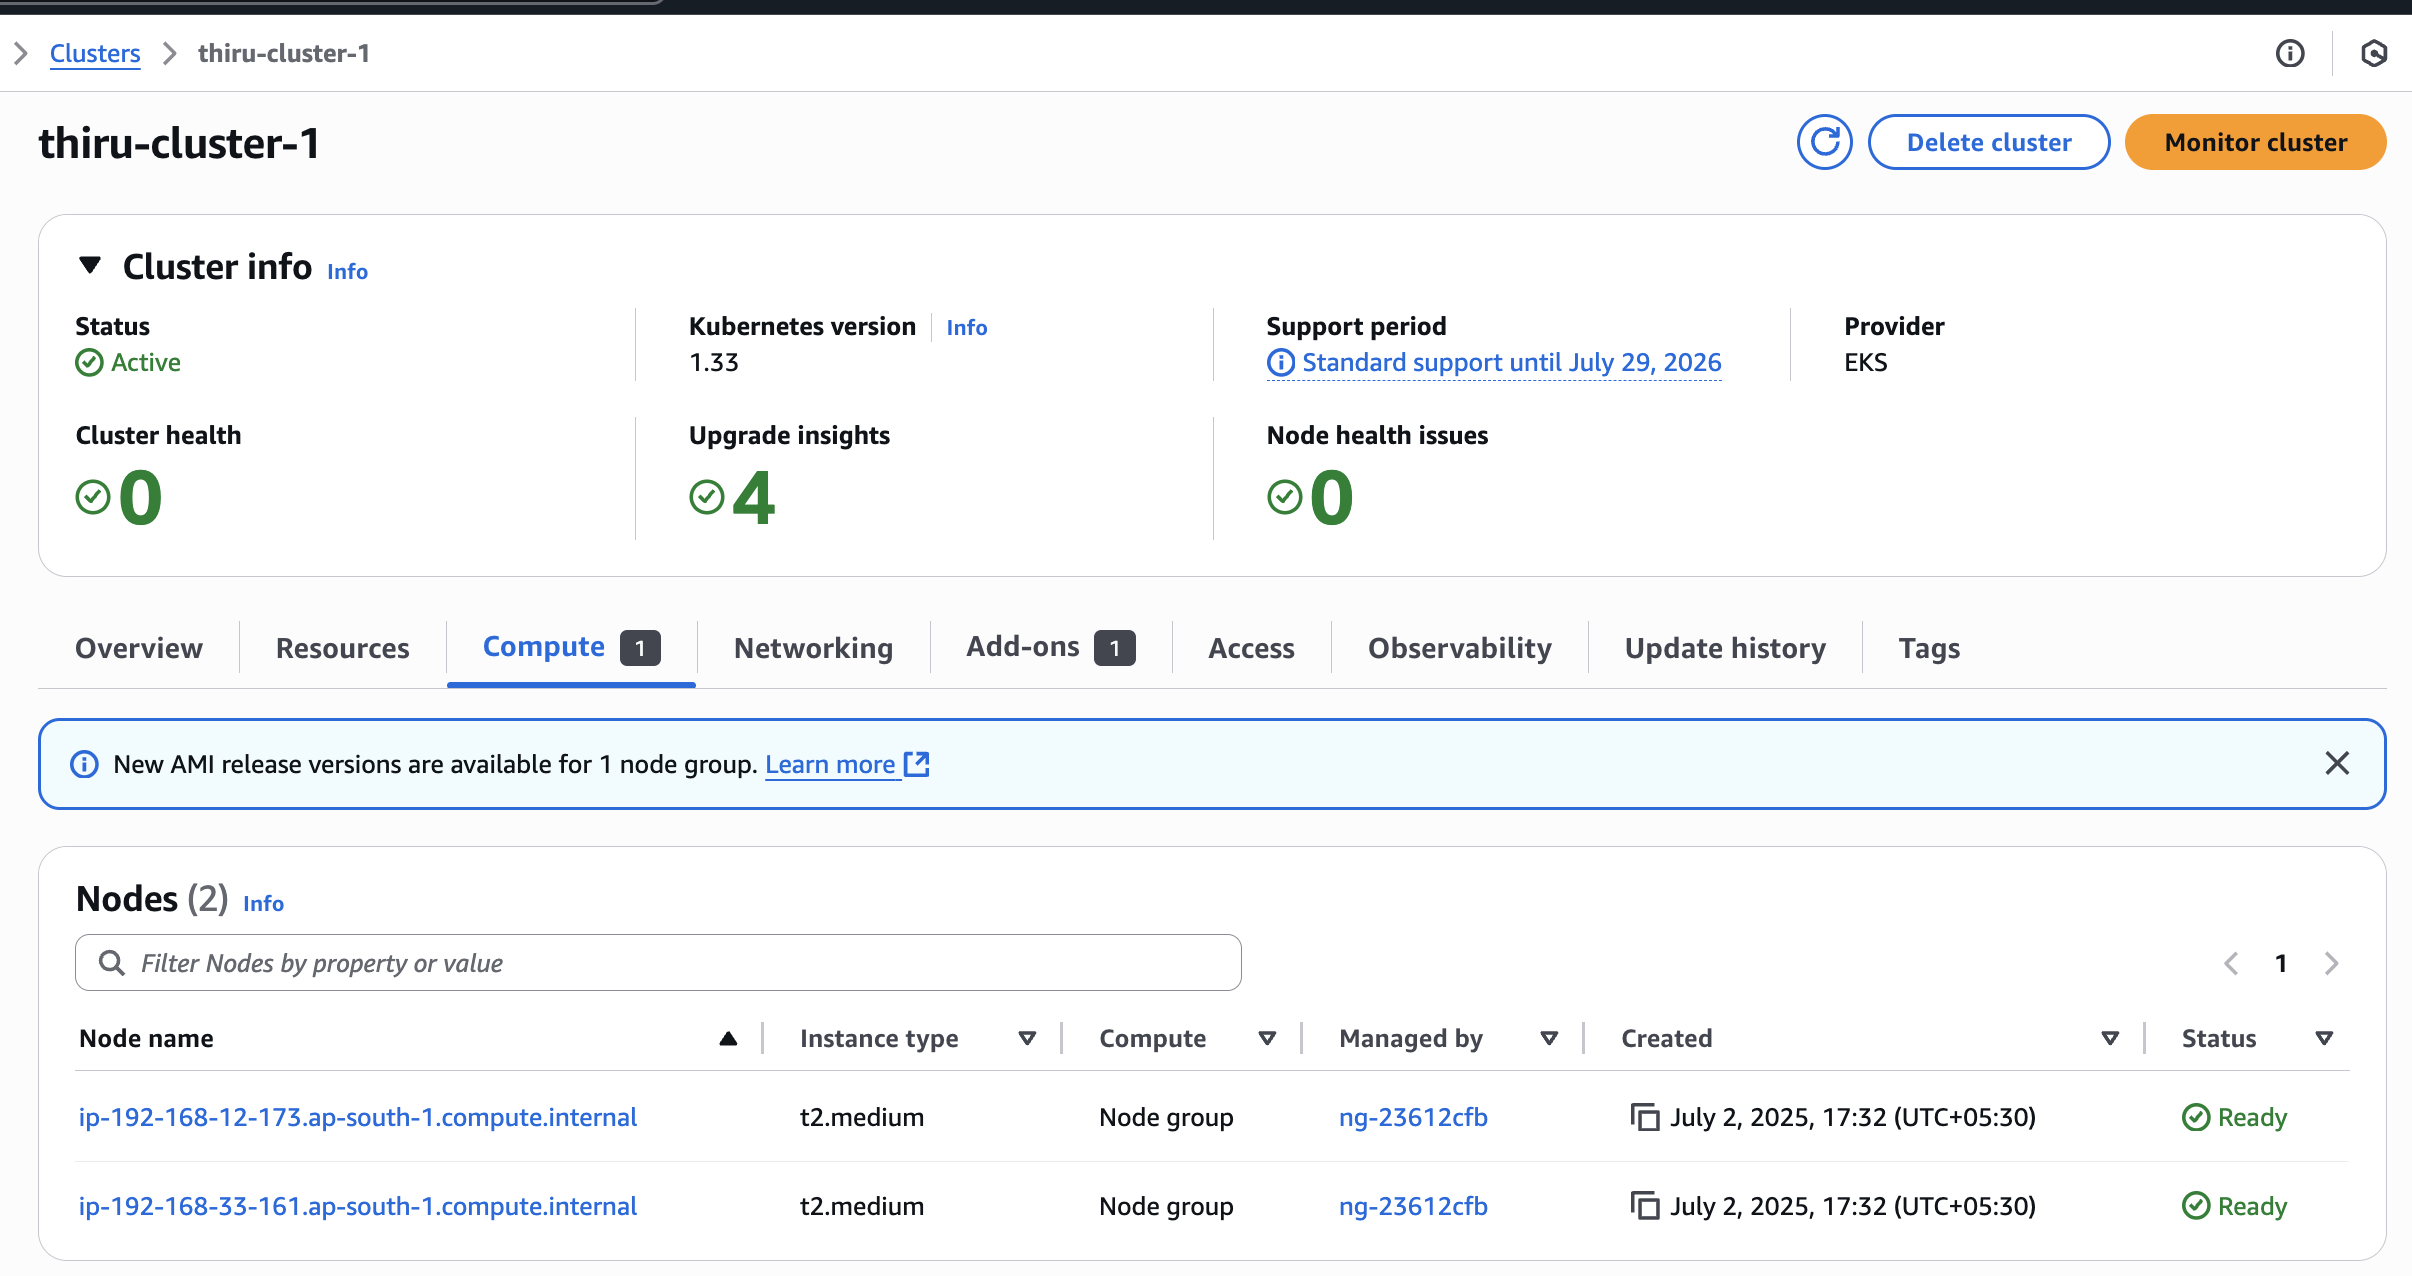 Clusters thiru-cluster-1
thiru-cluster-1 Delete cluster Monitor cluster
Cluster info Info
Status Kubernetes version Info Support period Provider
Active 1.33 Standard support until July 29, 2026 EKS
Cluster health Upgrade insights Node health issues
0 4 0
Overview Resources Compute 1 Networking Add-ons 1 Access Observability Update history Tags
New AMI release versions are available for 1 node group. Learn more
Nodes (2) Info
Filter Nodes by property or value 1
Node name Instance type Compute Managed by Created Status
ip-192-168-12-173.ap-south-1.compute.internal t2.medium Node group ng-23612cfb July 2, 2025, 17:32 (UTC+05:30) Ready
ip-192-168-33-161.ap-south-1.compute.internal t2.medium Node group ng-23612cfb July 2, 2025, 17:32 (UTC+05:30) Ready